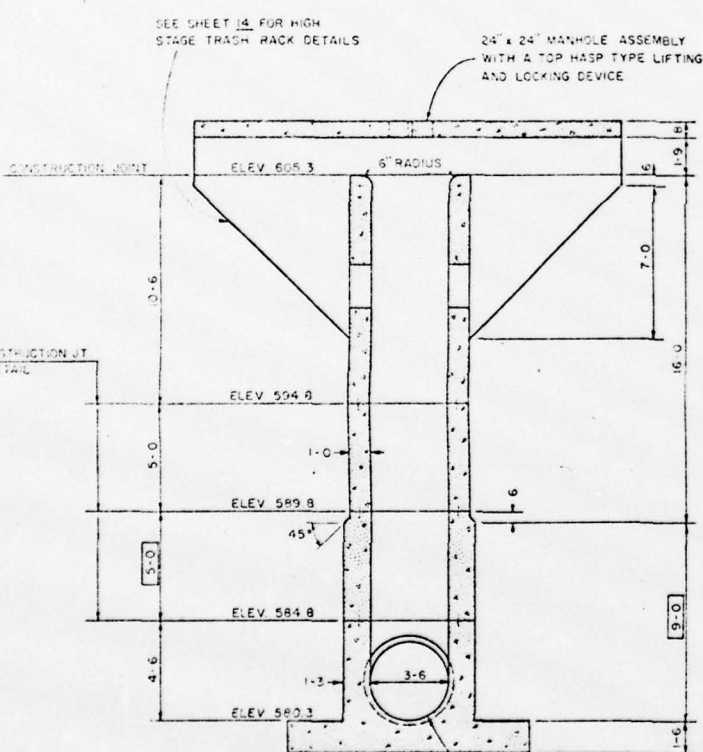 SEE SHEET 14 FOR HIGH
STAGE TRASH RACK DETAILS
24" x 24" MANHOLE ASSEMBLY
WITH A TOP HASP TYPE LIFTING
AND LOCKING DEVICE
8
1-9
CONSTRUCTION JOINT
ELEV. 605.3
6" RADIUS
6
7-0
10-6
16-0
STRUCTION JT
TAIL
ELEV. 594.8
5-0
1-0
ELEV. 589.8
6
45°
5-0
ELEV. 584.8
9-0
4-6
1-3
3-6
ELEV. 580.3
1-6